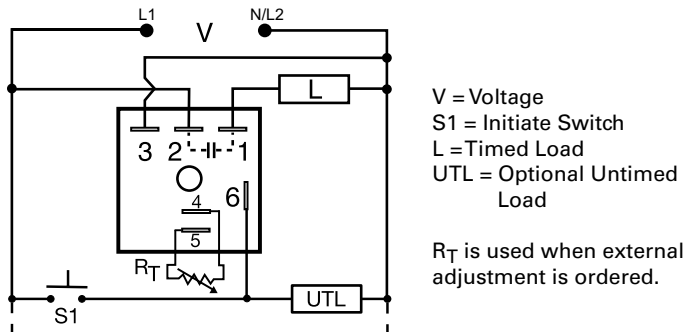 L1
V
N/L2
L
3
2
1
6
4
5
RT
S1
UTL
V = Voltage
S1 = Initiate Switch
L = Timed Load
UTL = Optional Untimed
Load
RT is used when external
adjustment is ordered.